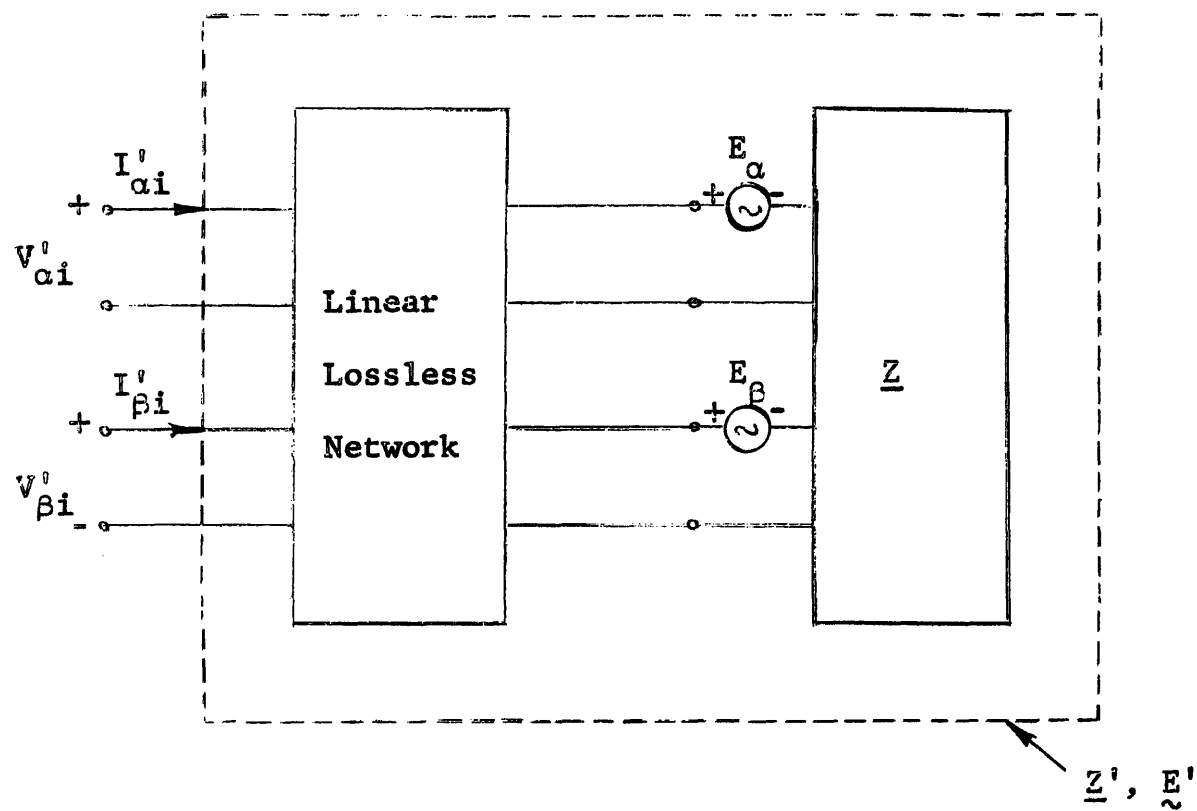 I'αi
+
V'αi
I'βi
+
V'βi
-
Linear
Lossless
Network
Eα
+ -
Eβ
+ -
Z
Z', E'